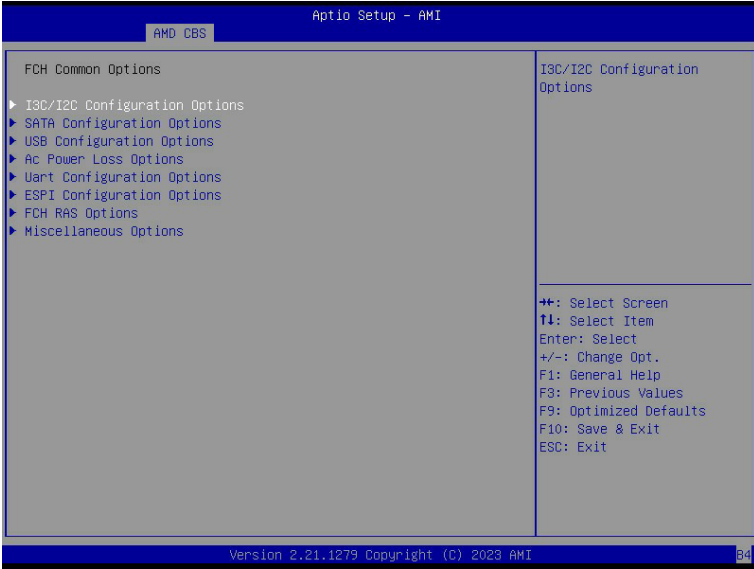 Aptio Setup – AMI
AMD CBS
FCH Common Options
▶ I3C/I2C Configuration Options
▶ SATA Configuration Options
▶ USB Configuration Options
▶ Ac Power Loss Options
▶ Uart Configuration Options
▶ ESPI Configuration Options
▶ FCH RAS Options
▶ Miscellaneous Options
I3C/I2C Configuration
Options
→←: Select Screen
↑↓: Select Item
Enter: Select
+/-: Change Opt.
F1: General Help
F3: Previous Values
F9: Optimized Defaults
F10: Save & Exit
ESC: Exit
Version 2.21.1279 Copyright (C) 2023 AMI
B4